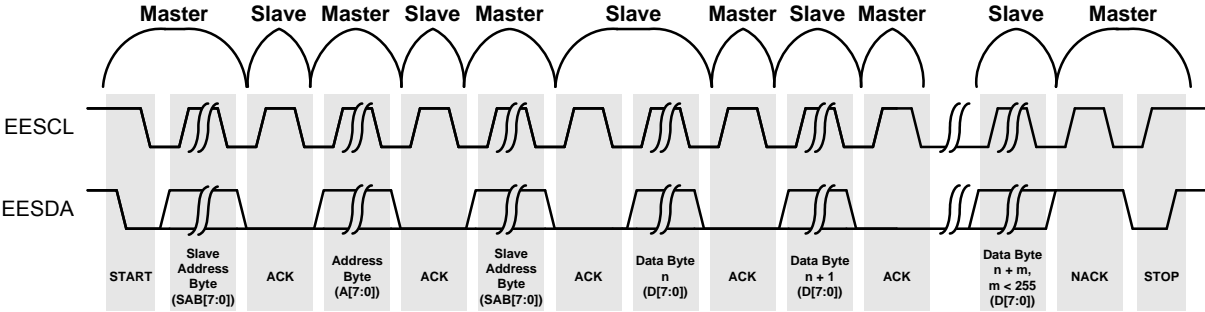 Master Slave Master Slave Master Slave Master Slave Master Slave Master
EESCL
EESDA
START
Slave
Address
Byte
(SAB[7:0])
ACK
Address
Byte
(A[7:0])
ACK
Slave
Address
Byte
(SAB[7:0])
ACK
Data Byte
n
(D[7:0])
ACK
Data Byte
n + 1
(D[7:0])
ACK
Data Byte
n + m,
m < 255
(D[7:0])
NACK
STOP